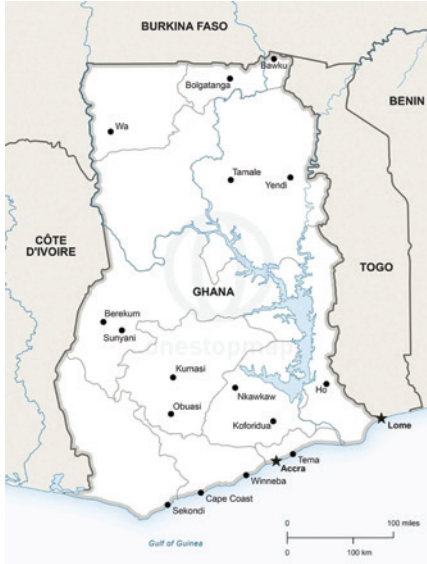 BURKINA FASO
Bawku
Bolgatanga
BENIN
Wa
Tamale
Yendi
CÔTE
D'IVOIRE
TOGO
GHANA
onestopmap
Berekum
Sunyani
Kumasi
Nkawkaw
Ho
Obuasi
Koforidua
Lome
Tema
Accra
Winneba
Cape Coast
Sekondi
Gulf of Guinea
0 100 miles
0 100 km